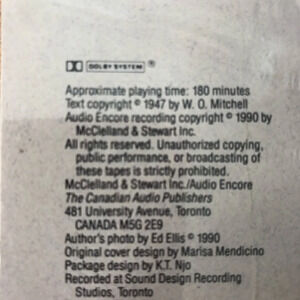 DOLBY SYSTEM ®
Approximate playing time: 180 minutes
Text copyright © 1947 by W. O. Mitchell
Audio Encore recording copyright © 1990 by
McClelland & Stewart Inc.
All rights reserved. Unauthorized copying,
public performance, or broadcasting of
these tapes is strictly prohibited.
McClelland & Stewart Inc./Audio Encore
The Canadian Audio Publishers
481 University Avenue, Toronto
CANADA M5G 2E9
Author's photo by Ed Ellis © 1990
Original cover design by Marisa Mendicino
Package design by K.T. Njo
Recorded at Sound Design Recording
Studios, Toronto